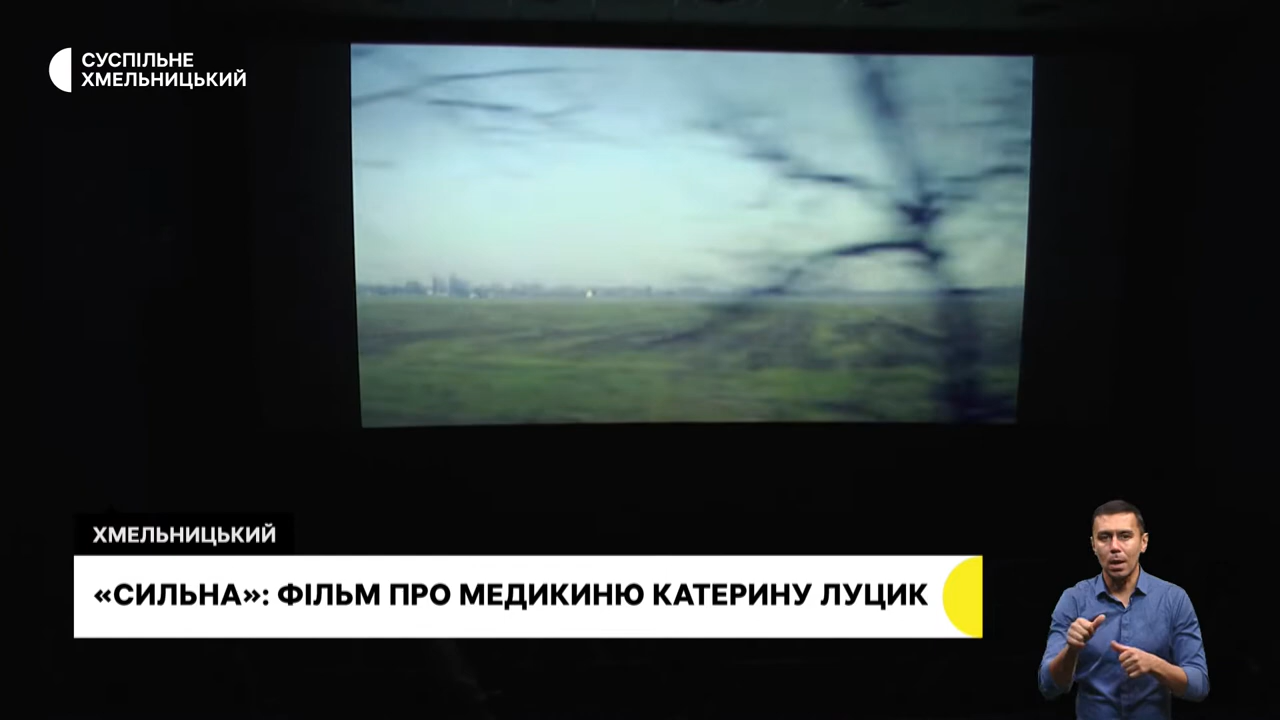 СУСПІЛЬНЕ
ХМЕЛЬНИЦЬКИЙ
ХМЕЛЬНИЦЬКИЙ
«СИЛЬНА»: ФІЛЬМ ПРО МЕДИКИНЮ КАТЕРИНУ ЛУЦИК